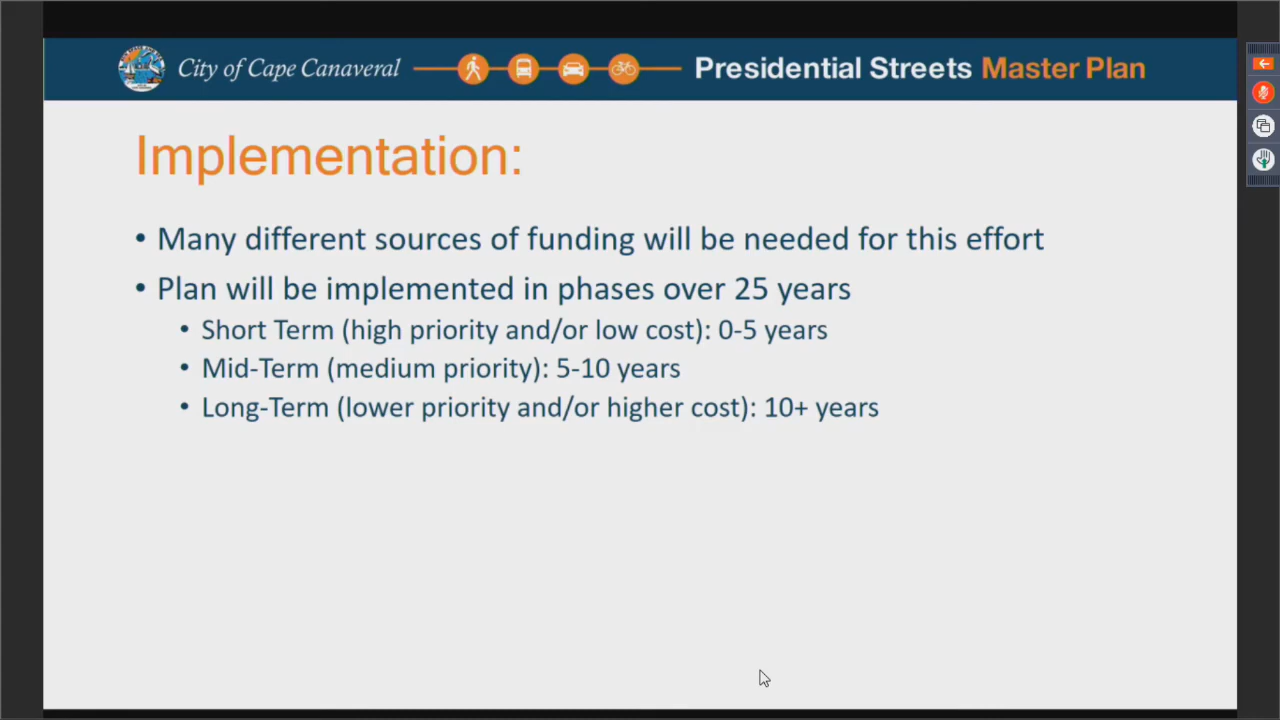 City of Cape Canaveral
Presidential Streets Master Plan
Implementation:
• Many different sources of funding will be needed for this effort
• Plan will be implemented in phases over 25 years
• Short Term (high priority and/or low cost): 0-5 years
• Mid-Term (medium priority): 5-10 years
• Long-Term (lower priority and/or higher cost): 10+ years